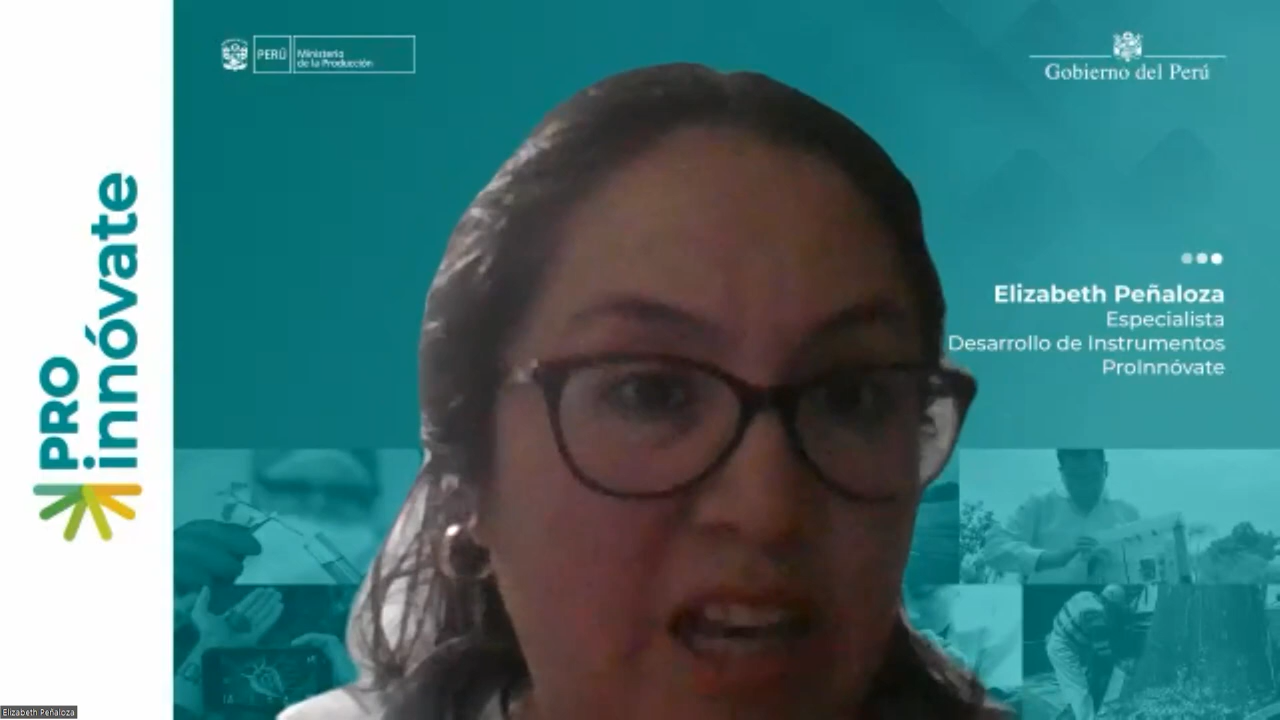 PERÚ
Ministerio
de la Producción
Gobierno del Perú
PRO
innóvate
Elizabeth Peñaloza
Especialista
Desarrollo de Instrumentos
ProInnóvate
Elizabeth Peñaloza